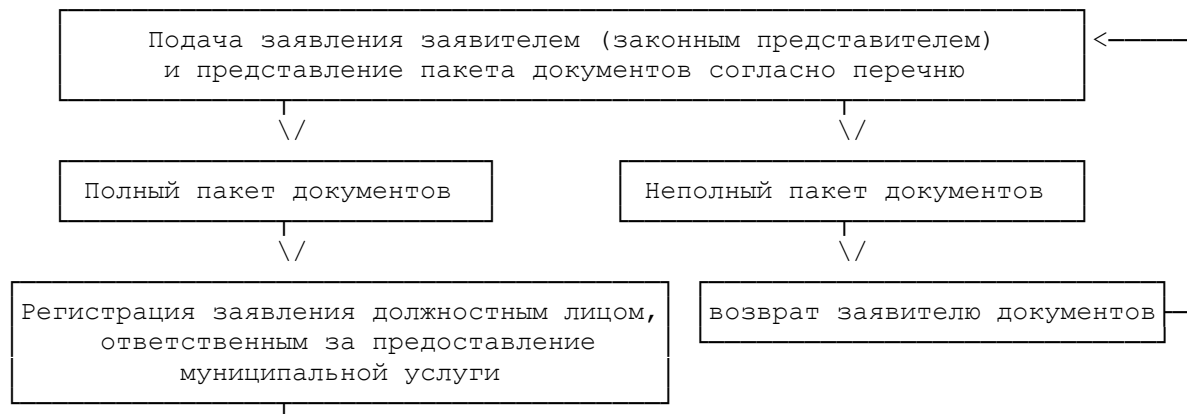 Подача заявления заявителем (законным представителем)
и представление пакета документов согласно перечню
Полный пакет документов
Неполный пакет документов
Регистрация заявления должностным лицом,
ответственным за предоставление
муниципальной услуги
возврат заявителю документов